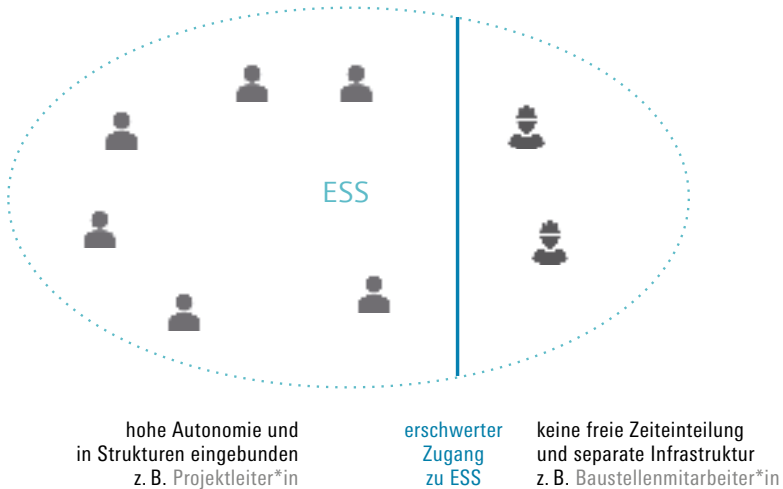 ESS
hohe Autonomie und
in Strukturen eingebunden
z. B. Projektleiter*in
erschwerter
Zugang
zu ESS
keine freie Zeiteinteilung
und separate Infrastruktur
z. B. Baustellenmitarbeiter*in